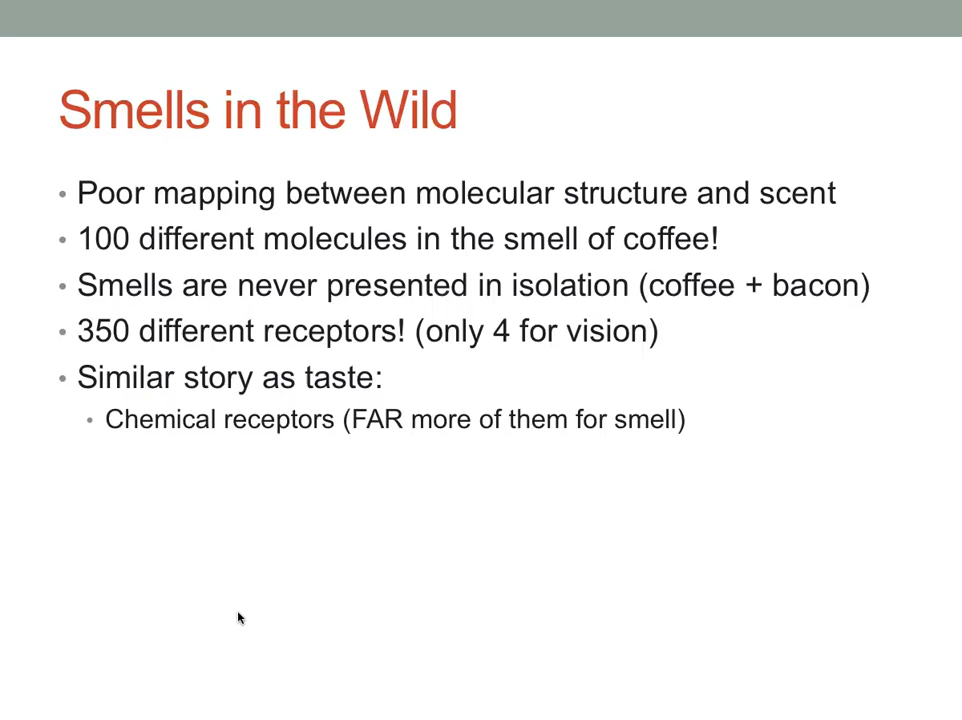 Smells in the Wild
• Poor mapping between molecular structure and scent
• 100 different molecules in the smell of coffee!
• Smells are never presented in isolation (coffee + bacon)
• 350 different receptors! (only 4 for vision)
• Similar story as taste:
• Chemical receptors (FAR more of them for smell)